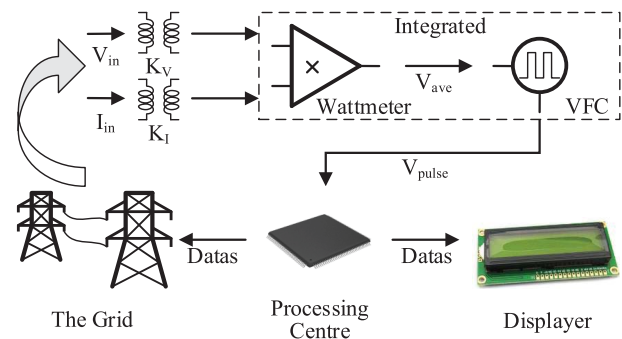 Integrated
V_in
K_V
V_ave
Wattmeter
VFC
I_in
K_I
V_pulse
Datas
Datas
The Grid
Processing
Centre
Displayer